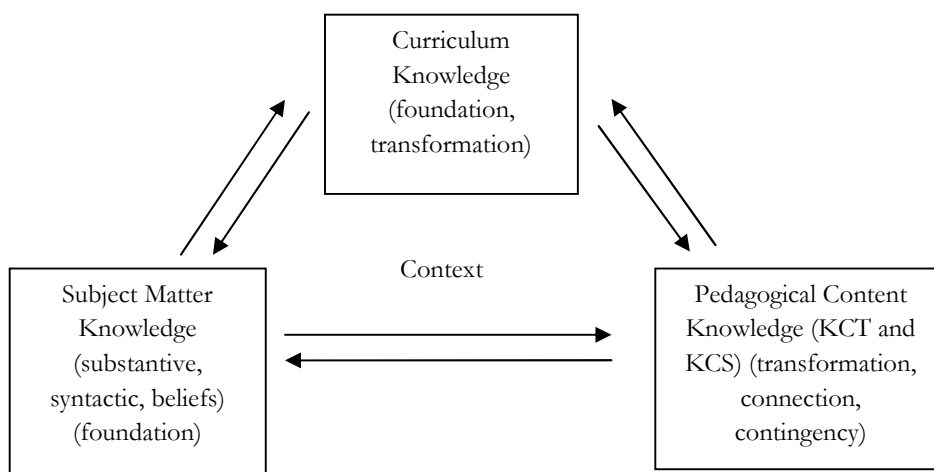 Curriculum
Knowledge
(foundation,
transformation)
Context
Subject Matter
Knowledge
(substantive,
syntactic, beliefs)
(foundation)
Pedagogical Content
Knowledge (KCT and
KCS) (transformation,
connection,
contingency)